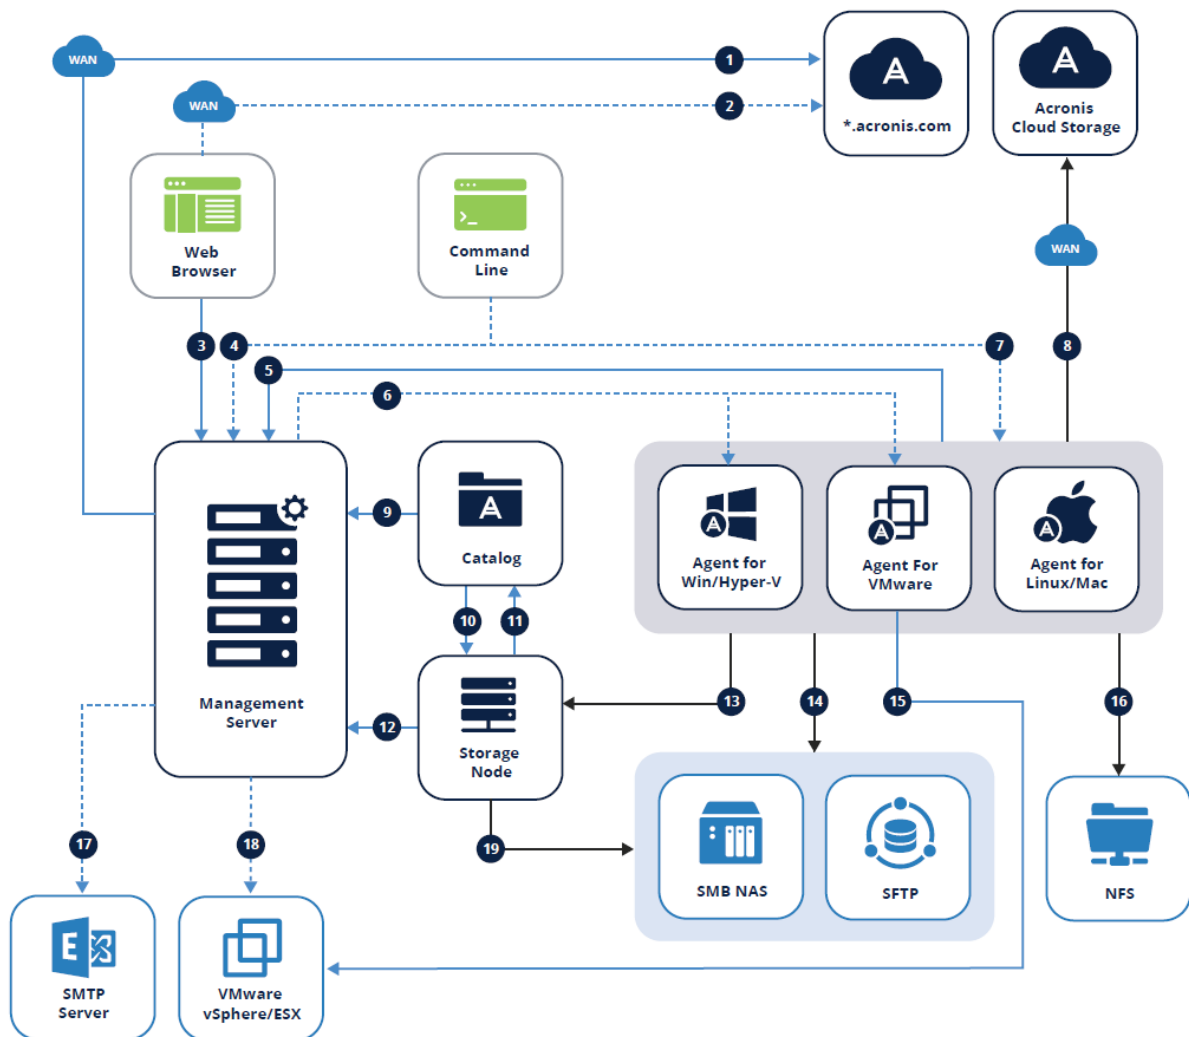 WAN
1
WAN
2
*.acronis.com
Acronis
Cloud Storage
Web
Browser
Command
Line
WAN
3
4
5
6
7
8
Management
Server
9
Catalog
10
11
12
Storage
Node
Agent for
Win/Hyper-V
Agent For
VMware
Agent for
Linux/Mac
13
14
15
16
17
18
19
SMB NAS
SFTP
NFS
E
SMTP
Server
VMware
vSphere/ESX